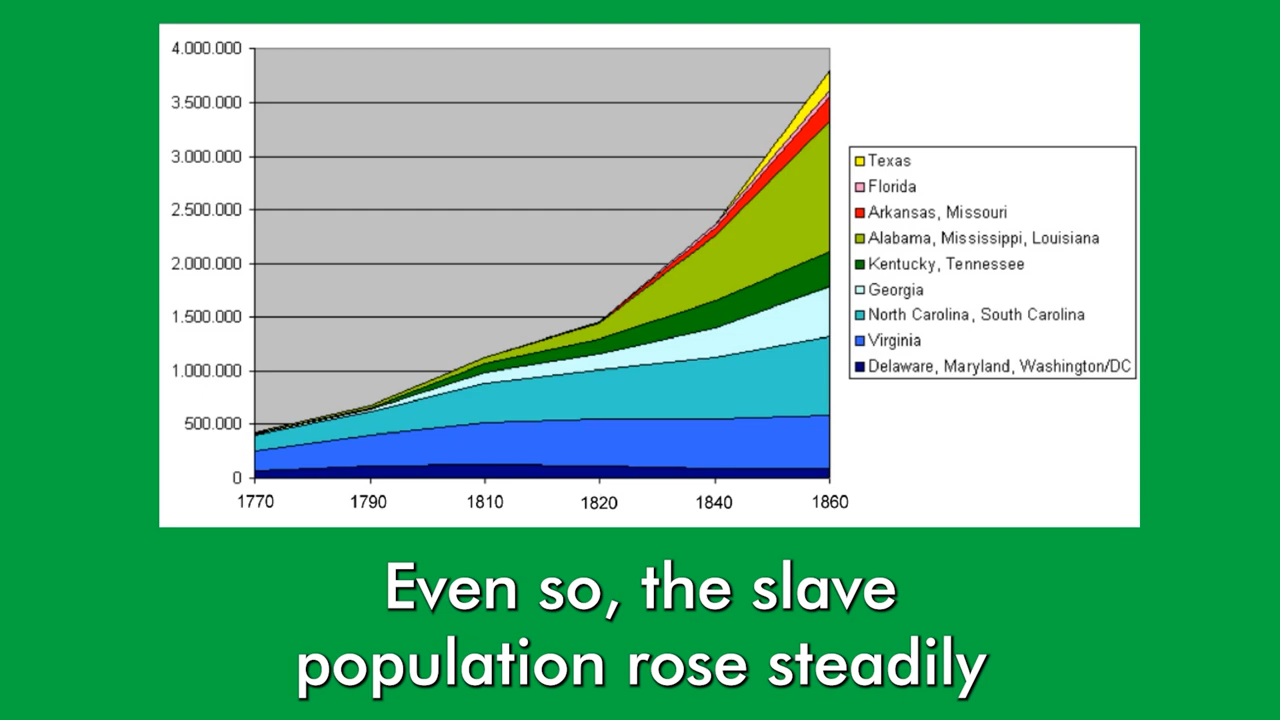 4.000.000
3.500.000
3.000.000
2.500.000
2.000.000
1.500.000
1.000.000
500.000
0
1770 1790 1810 1820 1840 1860
Texas
Florida
Arkansas, Missouri
Alabama, Mississippi, Louisiana
Kentucky, Tennessee
Georgia
North Carolina, South Carolina
Virginia
Delaware, Maryland, Washington/DC
Even so, the slave
population rose steadily